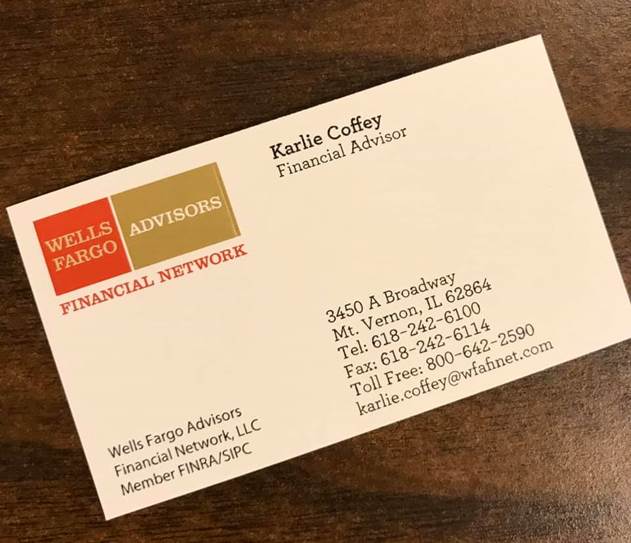 Karlie Coffey
Financial Advisor
WELLS
FARGO
ADVISORS
FINANCIAL NETWORK
3450 A Broadway
Mt. Vernon, IL 62864
Tel: 618-242-6100
Fax: 618-242-6114
Toll Free: 800-642-2590
karlie.coffey@wfafinet.com
Wells Fargo Advisors
Financial Network, LLC
Member FINRA/SIPC